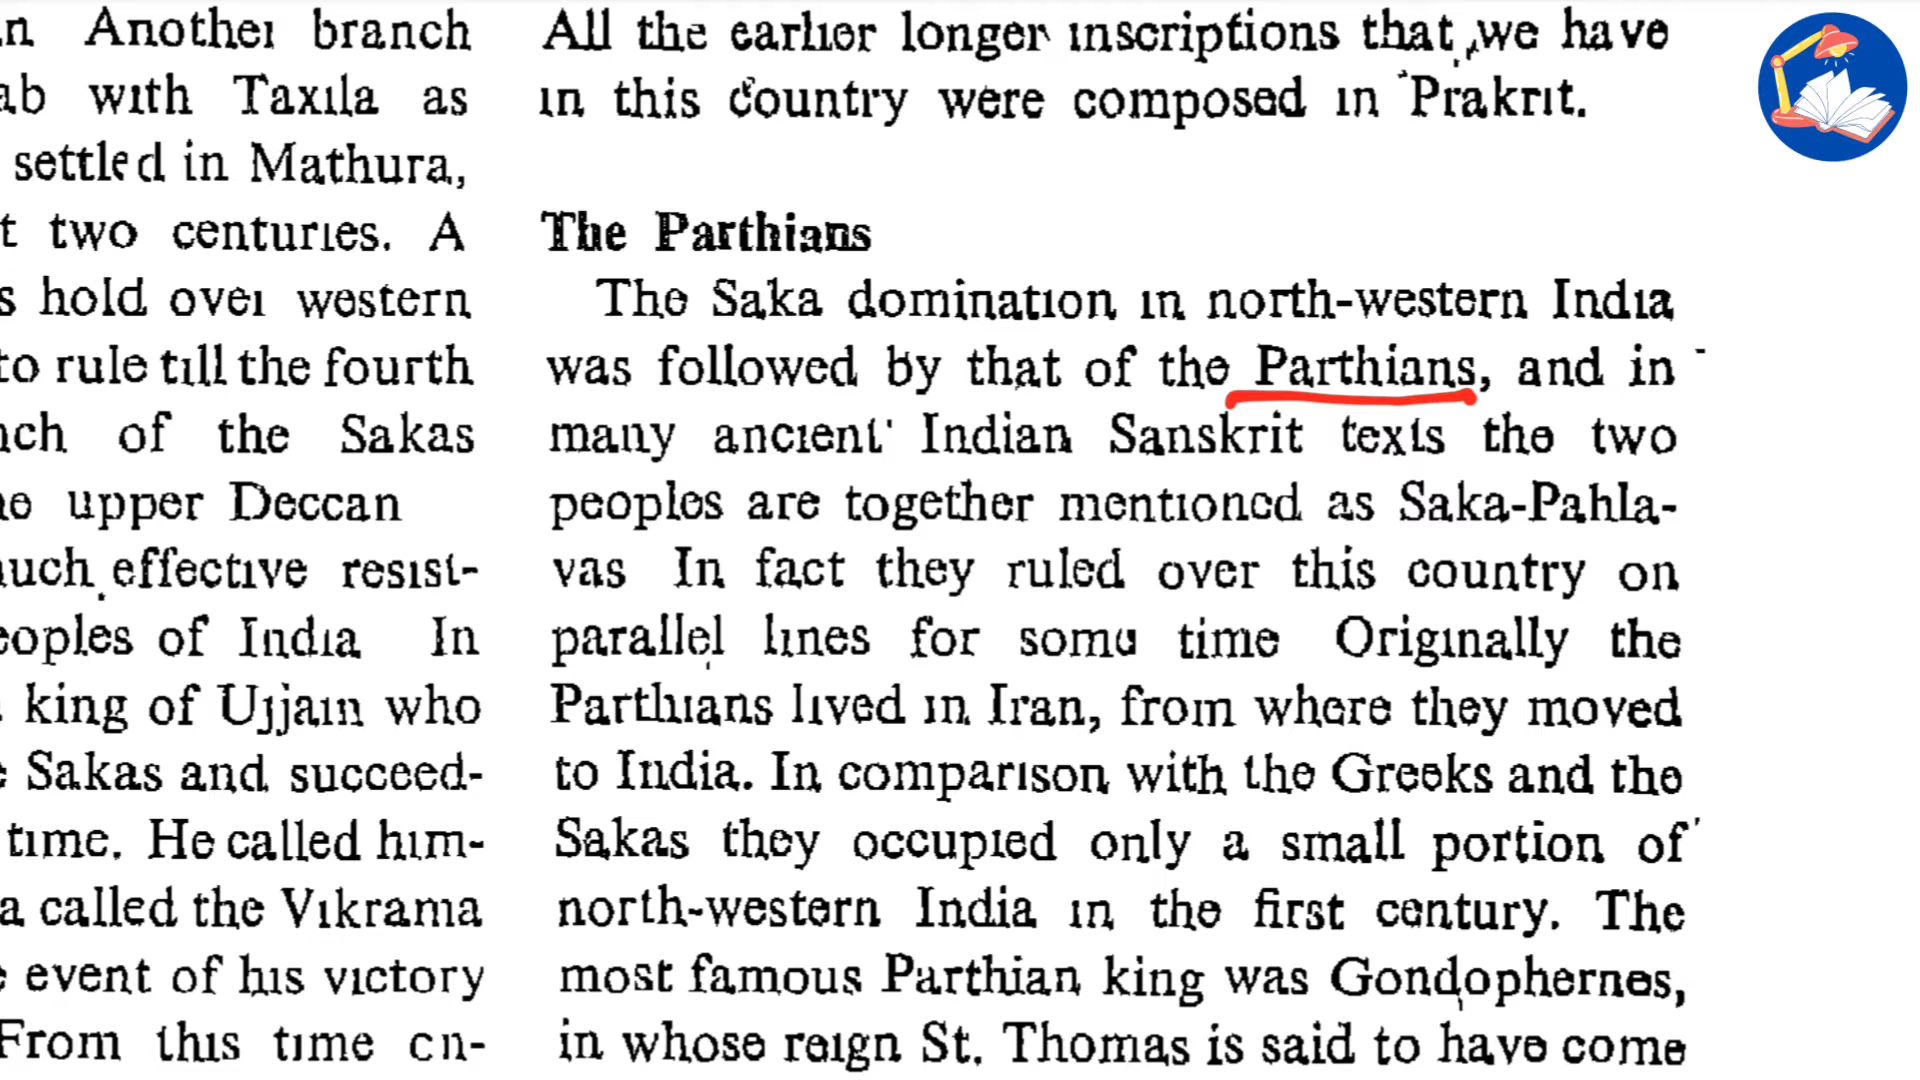 n Another branch
ab with Taxila as
settled in Mathura,
t two centuries. A
s hold over western
to rule till the fourth
nch of the Sakas
he upper Deccan
much effective resist-
eoples of India In
king of Ujjain who
e Sakas and succeed-
time. He called him-
a called the Vikrama
e event of his victory
From this time en-
All the earlier longer inscriptions that we have
in this country were composed in Prakrit.
The Parthians
The Saka domination in north-western India
was followed by that of the Parthians, and in
many ancient Indian Sanskrit texts the two
peoples are together mentioned as Saka-Pahla-
vas In fact they ruled over this country on
parallel lines for some time Originally the
Parthians lived in Iran, from where they moved
to India. In comparison with the Greeks and the
Sakas they occupied only a small portion of
north-western India in the first century. The
most famous Parthian king was Gondophernes,
in whose reign St. Thomas is said to have come